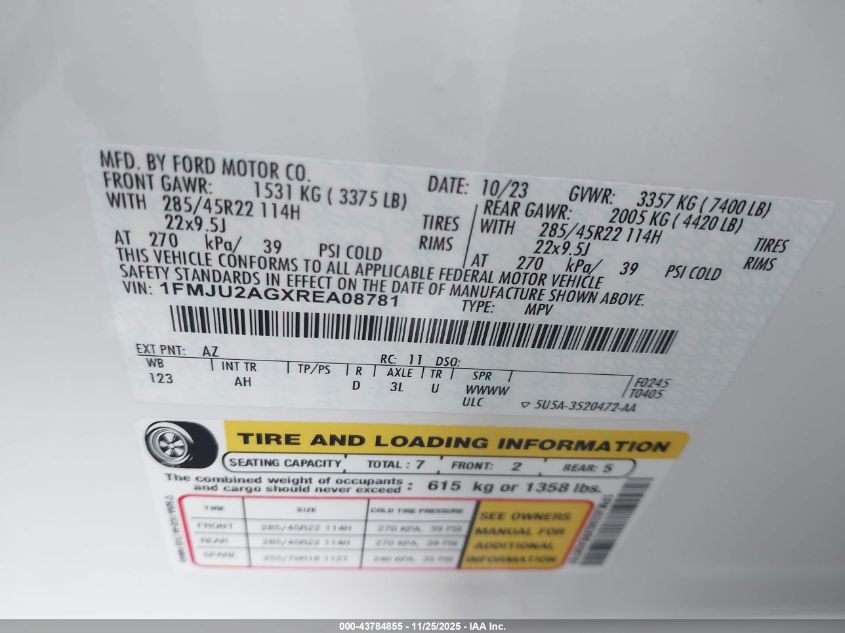 MFD. BY FORD MOTOR CO. DATE: 10/23 GVWR: 3357 KG ( 7400 LB)
FRONT GAWR: 1531 KG ( 3375 LB) REAR GAWR: 2005 KG ( 4420 LB)
WITH 285/45R22 114H TIRES WITH 285/45R22 114H TIRES
22x9.5J RIMS 22x9.5J RIMS
AT 270 kPa/ 39 PSI COLD AT 270 kPa/ 39 PSI COLD
THIS VEHICLE CONFORMS TO ALL APPLICABLE FEDERAL MOTOR VEHICLE
SAFETY STANDARDS IN EFFECT ON THE DATE OF MANUFACTURE SHOWN ABOVE.
VIN: 1FMJU2AGXREA08781 TYPE: MPV
EXT PNT: AZ RC: 11 DSO:
WB INT TR TP/PS R AXLE TR SPR F0245
123 AH D 3L U WWWW T0405
ULC ▽ 5U5A-3520472-AA
TIRE AND LOADING INFORMATION
SEATING CAPACITY TOTAL : 7 FRONT: 2 REAR: 5
The combined weight of occupants
and cargo should never exceed : 615 kg or 1358 lbs.
TIRE SIZE COLD TIRE PRESSURE
FRONT 285/45R22 114H 270 KPA, 39 PSI
REAR 285/45R22 114H 270 KPA, 39 PSI
SPARE
SEE OWNERS
MANUAL FOR
ADDITIONAL
INFORMATION
000-43784855 - 11/25/2025 - IAA Inc.